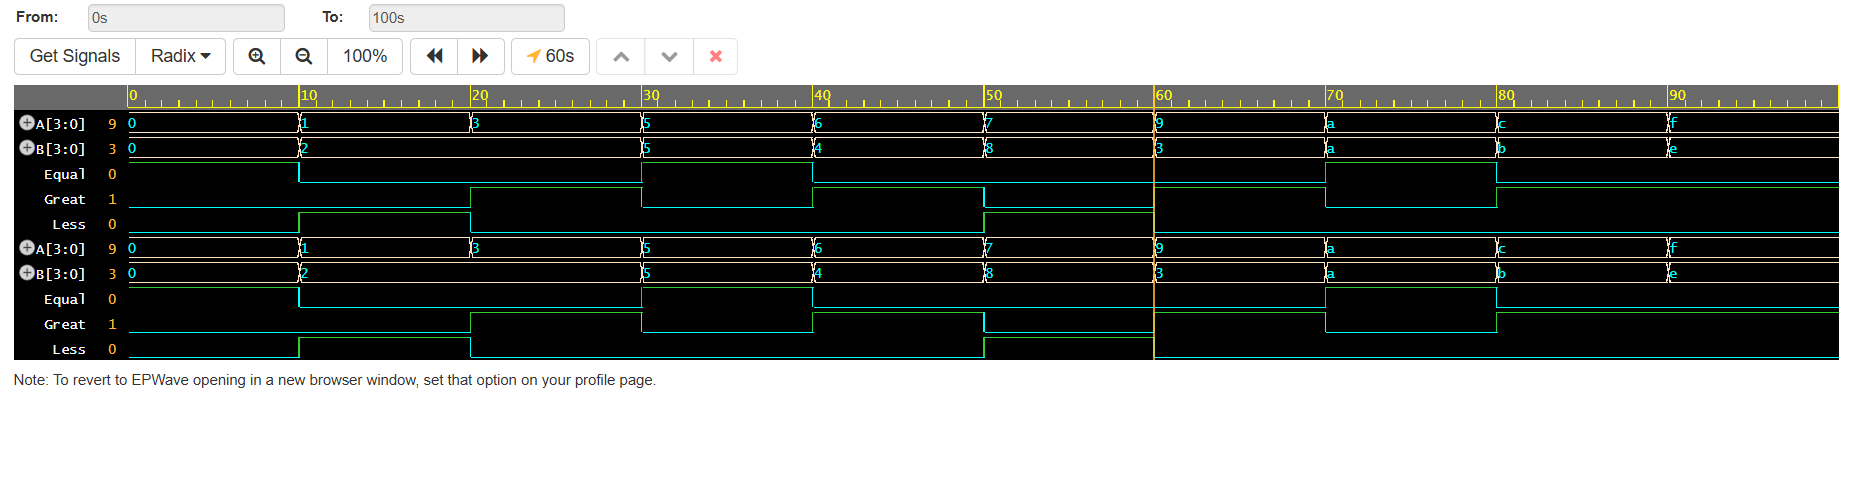 From: 0s To: 100s
Get Signals Radix 100% 60s
0 10 20 30 40 50 60 70 80 90
A[3:0] 9 0 1 3 5 6 7 9 a c f
B[3:0] 3 0 2 5 4 8 3 a b e
Equal 0
Great 1
Less 0
A[3:0] 9 0 1 3 5 6 7 9 a c f
B[3:0] 3 0 2 5 4 8 3 a b e
Equal 0
Great 1
Less 0
Note: To revert to EPWave opening in a new browser window, set that option on your profile page.